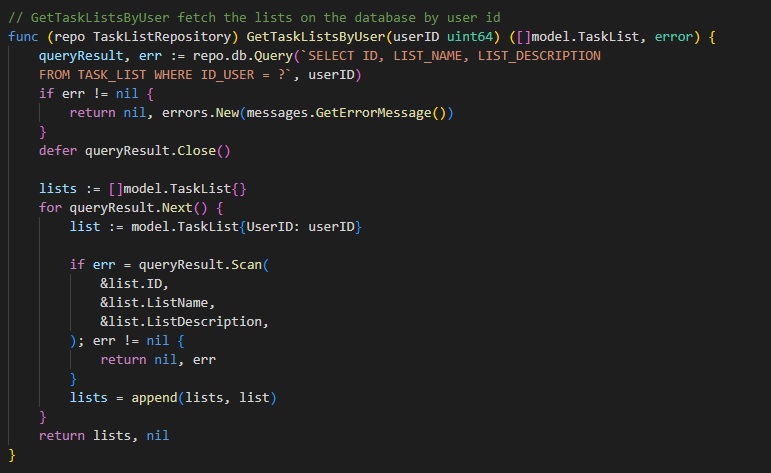 // GetTaskListsByUser fetch the lists on the database by user id
func (repo TaskListRepository) GetTaskListsByUser(userID uint64) ([]model.TaskList, error) {
    queryResult, err := repo.db.Query(`SELECT ID, LIST_NAME, LIST_DESCRIPTION
    FROM TASK_LIST WHERE ID_USER = ?`, userID)
    if err != nil {
        return nil, errors.New(messages.GetErrorMessage())
    }
    defer queryResult.Close()

    lists := []model.TaskList{}
    for queryResult.Next() {
        list := model.TaskList{UserID: userID}

        if err = queryResult.Scan(
            &list.ID,
            &list.ListName,
            &list.ListDescription,
        ); err != nil {
            return nil, err
        }
        lists = append(lists, list)
    }
    return lists, nil
}